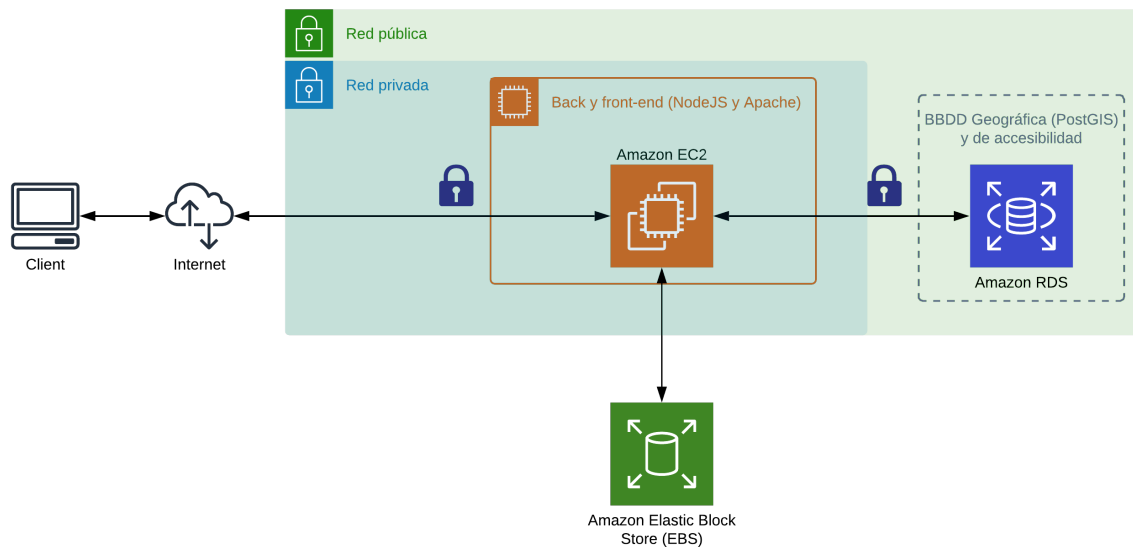 Red pública
Red privada
Back y front-end (NodeJS y Apache)
BBDD Geográfica (PostGIS)
y de accesibilidad
Amazon EC2
Client
Internet
Amazon RDS
Amazon Elastic Block
Store (EBS)